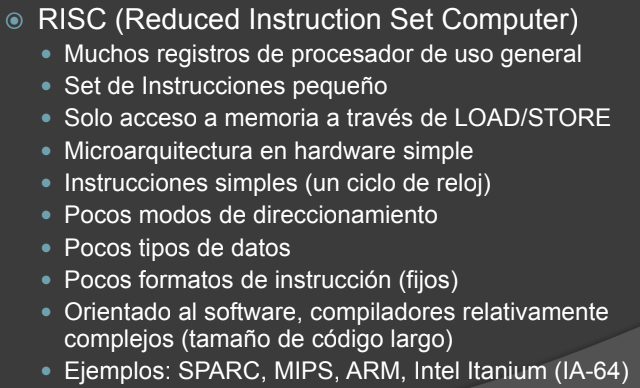 RISC (Reduced Instruction Set Computer)
Muchos registros de procesador de uso general
Set de Instrucciones pequeño
Solo acceso a memoria a través de LOAD/STORE
Microarquitectura en hardware simple
Instrucciones simples (un ciclo de reloj)
Pocos modos de direccionamiento
Pocos tipos de datos
Pocos formatos de instrucción (fijos)
Orientado al software, compiladores relativamente
complejos (tamaño de código largo)
Ejemplos: SPARC, MIPS, ARM, Intel Itanium (IA-64)